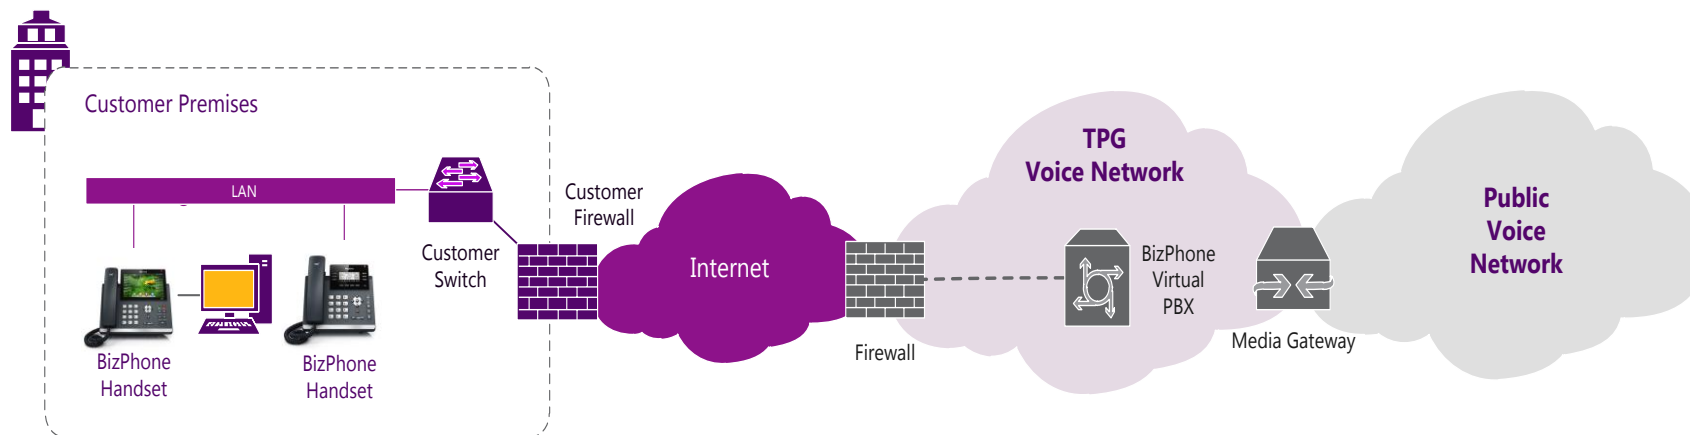 Customer Premises
LAN
BizPhone
Handset
BizPhone
Handset
Customer
Switch
Customer
Firewall
Internet
Firewall
TPG
Voice Network
BizPhone
Virtual
PBX
Media Gateway
Public
Voice
Network